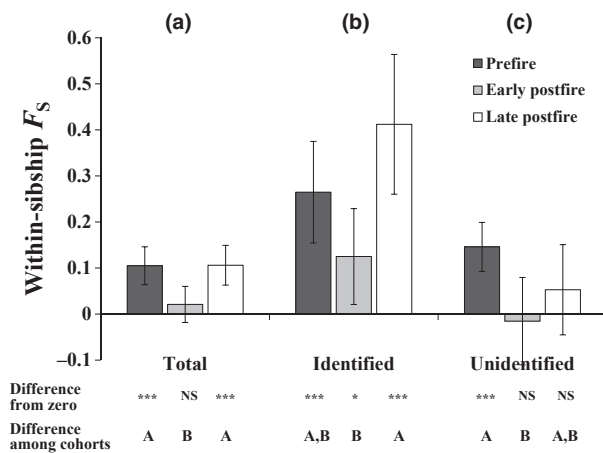 (a) (b) (c)
0.6
0.5
0.4
0.3
0.2
0.1
0
–0.1
Within-sibship FS
Prefire
Early postfire
Late postfire
Total Identified Unidentified
Difference
from zero *** NS *** *** * *** *** NS NS
Difference
among cohorts A B A A,B B A A B A,B